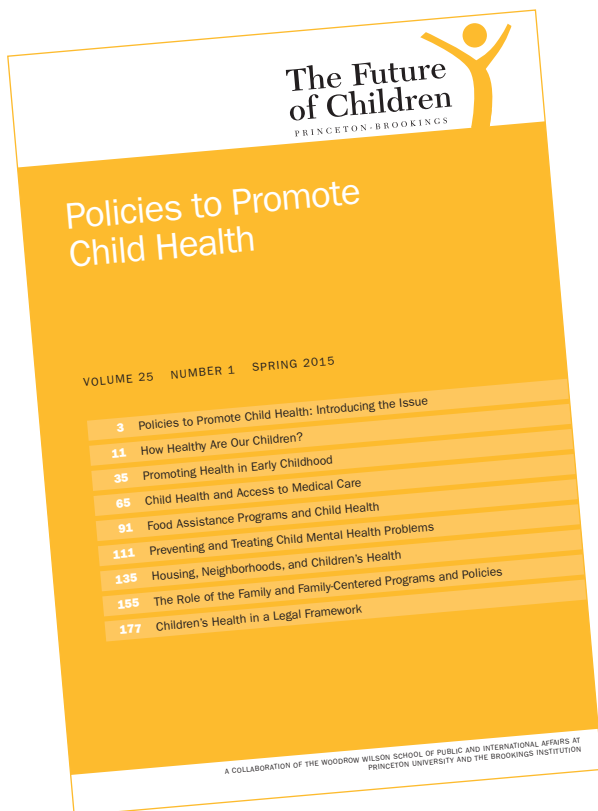 The Future
of Children
PRINCETON-BROOKINGS
Policies to Promote
Child Health
VOLUME 25 NUMBER 1 SPRING 2015
3 Policies to Promote Child Health: Introducing the Issue
11 How Healthy Are Our Children?
35 Promoting Health in Early Childhood
65 Child Health and Access to Medical Care
91 Food Assistance Programs and Child Health
111 Preventing and Treating Child Mental Health Problems
135 Housing, Neighborhoods, and Children’s Health
155 The Role of the Family and Family-Centered Programs and Policies
177 Children’s Health in a Legal Framework
A COLLABORATION OF THE WOODROW WILSON SCHOOL OF PUBLIC AND INTERNATIONAL AFFAIRS AT
PRINCETON UNIVERSITY AND THE BROOKINGS INSTITUTION